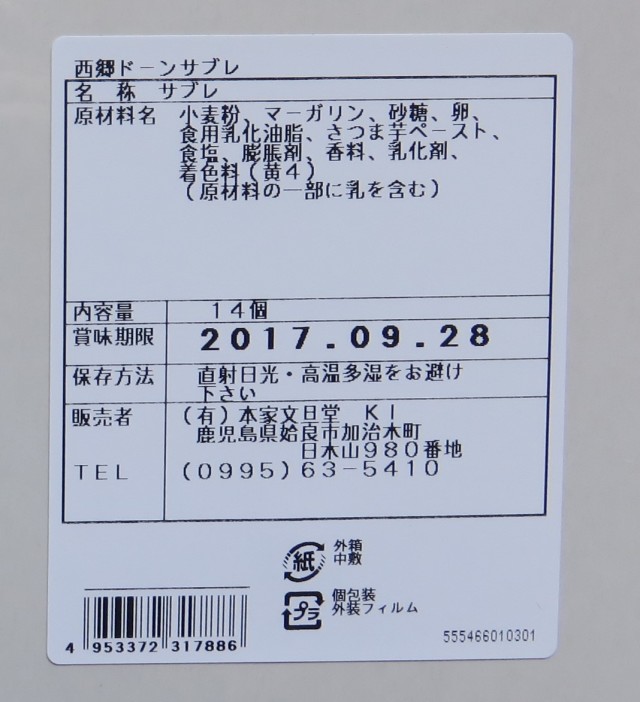 西郷ドーンサブレ
名 称 サブレ
原材料名 小麦粉、マーガリン、砂糖、卵、
食用乳化油脂、さつま芋ペースト、
食塩、膨脹剤、香料、乳化剤、
着色料(黄4)
(原材料の一部に乳を含む)
内容量 14個
賞味期限 2017.09.28
保存方法 直射日光・高温多湿をお避け
下さい
販売者 (有)本家文日堂 KI
鹿児島県姶良市加治木町
日木山980番地
TEL (0995)63-5410
紙 外箱
中敷
プラ 個包装
外装フィルム
4 953372 317886
555466010301